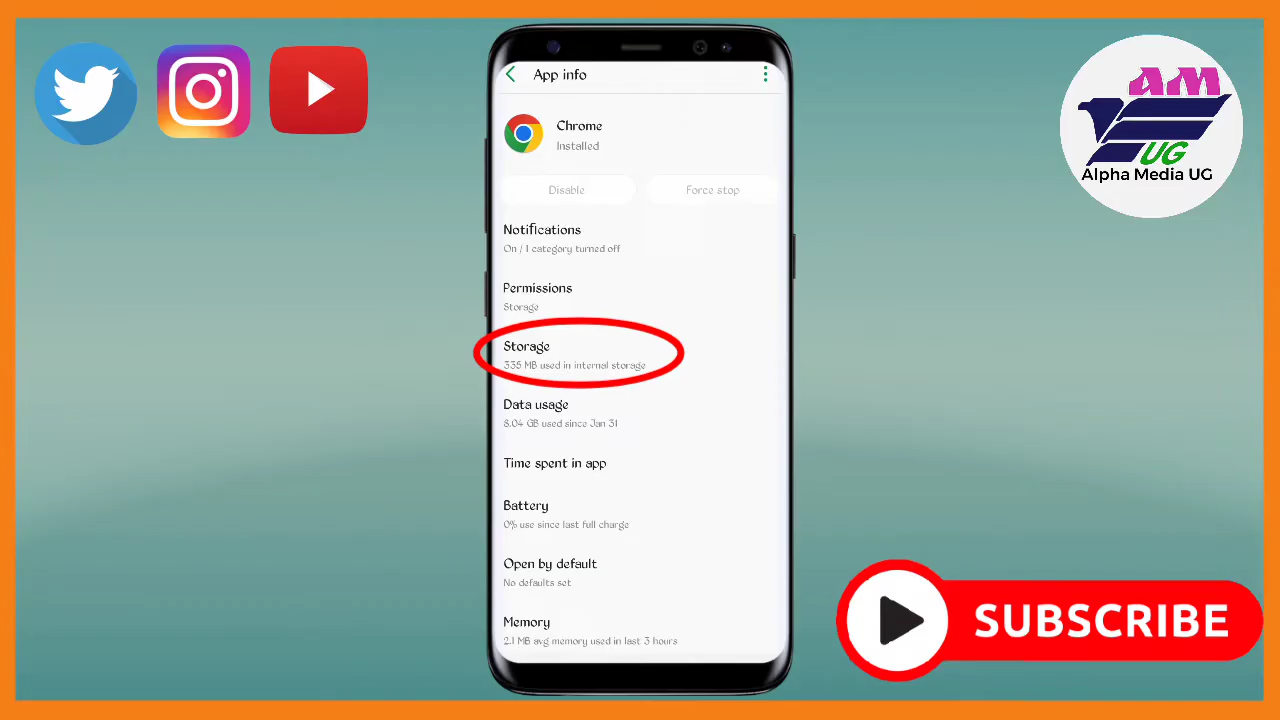 App info
Chrome
Installed
Disable
Force stop
Notifications
On / 1 category turned off
Permissions
Storage
Storage
335 MB used in internal storage
Data usage
8.04 GB used since Jan 31
Time spent in app
Battery
0% use since last full charge
Open by default
No defaults set
Memory
2.1 MB avg memory used in last 3 hours
AM
UG
Alpha Media UG
SUBSCRIBE